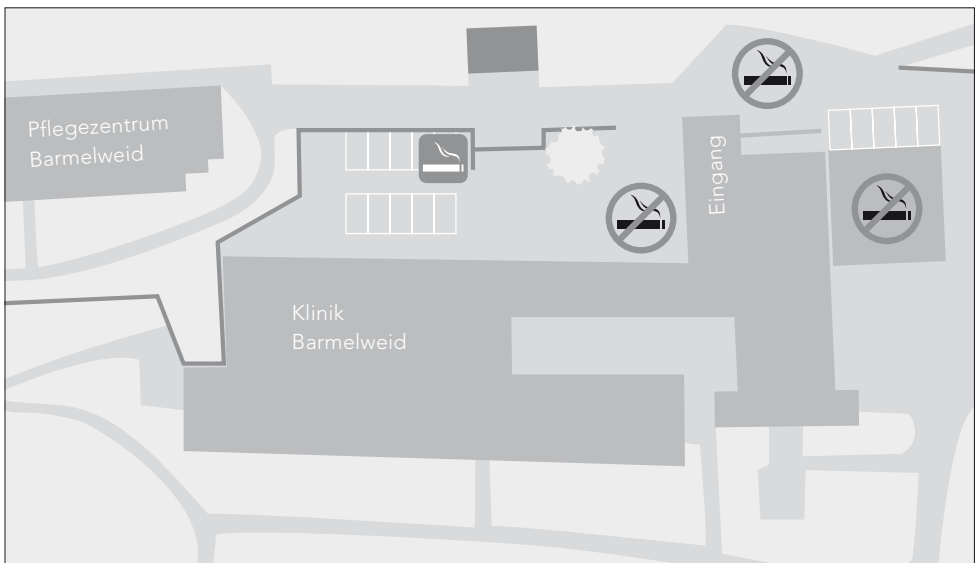 Pflegezentrum
Barmelweid
Eingang
Klinik
Barmelweid